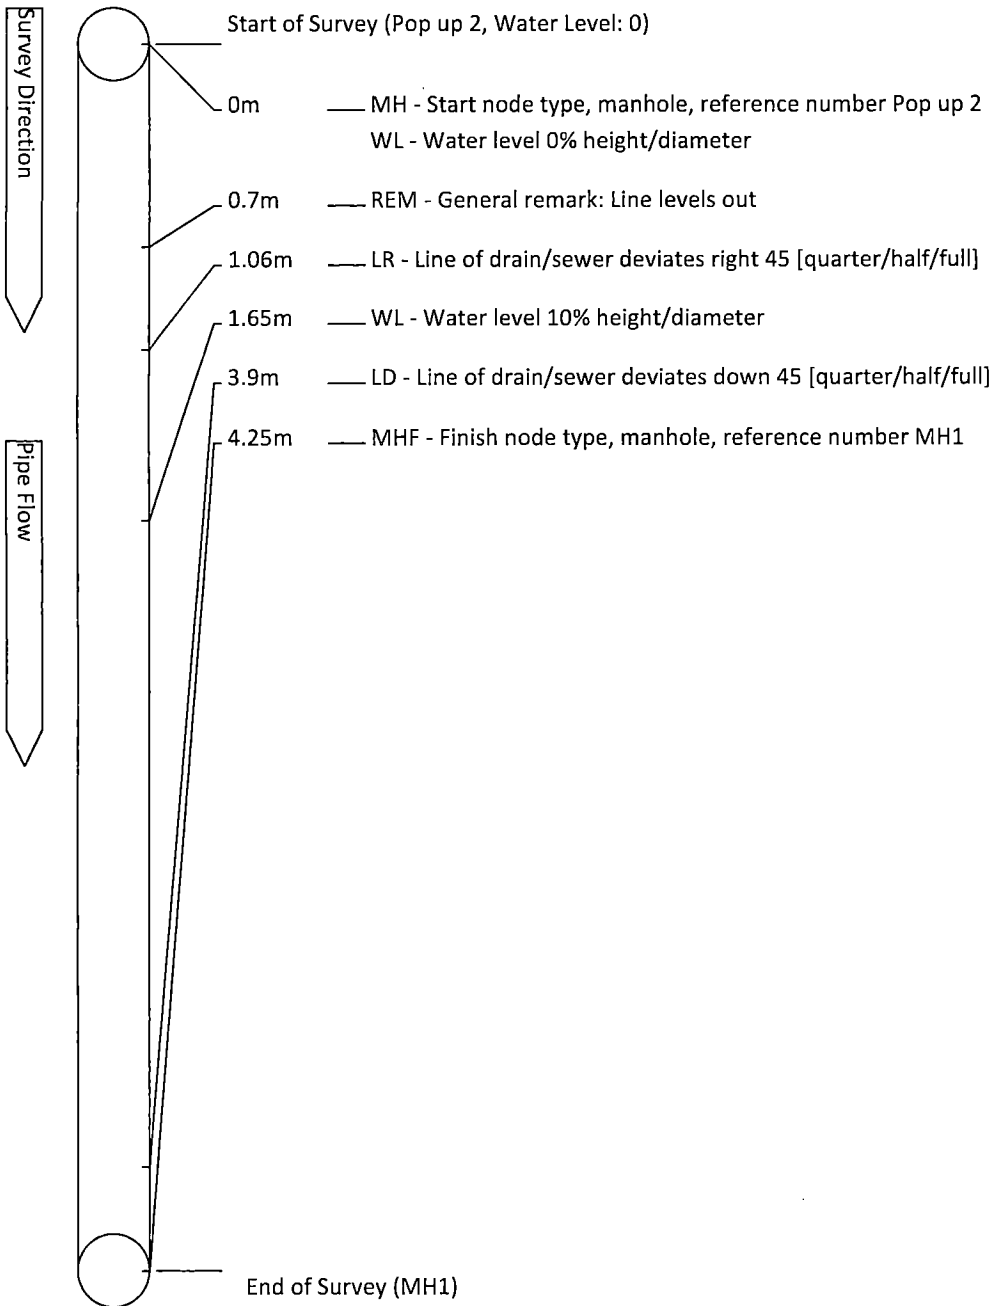 Survey Direction
Start of Survey (Pop up 2, Water Level: 0)
0m MH - Start node type, manhole, reference number Pop up 2
WL - Water level 0% height/diameter
0.7m REM - General remark: Line levels out
1.06m LR - Line of drain/sewer deviates right 45 [quarter/half/full]
1.65m WL - Water level 10% height/diameter
3.9m LD - Line of drain/sewer deviates down 45 [quarter/half/full]
4.25m MHF - Finish node type, manhole, reference number MH1
Pipe Flow
End of Survey (MH1)